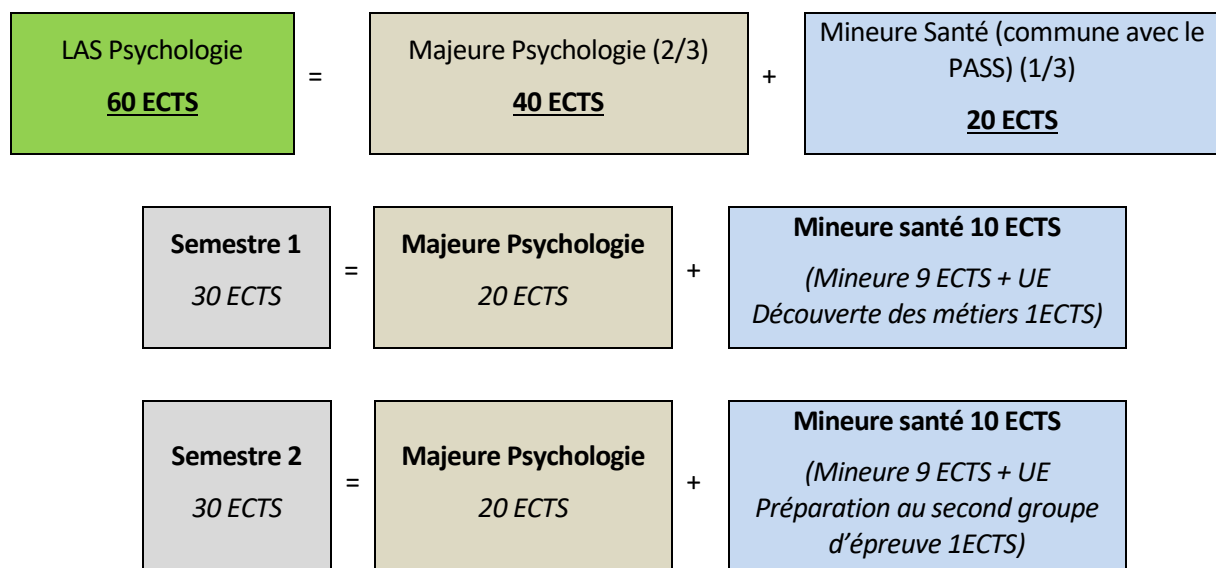 LAS Psychologie
60 ECTS
=
Majeure Psychologie (2/3)
40 ECTS
+
Mineure Santé (commune avec le
PASS) (1/3)
20 ECTS
Semestre 1
30 ECTS
=
Majeure Psychologie
20 ECTS
+
Mineure santé 10 ECTS
(Mineure 9 ECTS + UE
Découverte des métiers 1ECTS)
Semestre 2
30 ECTS
=
Majeure Psychologie
20 ECTS
+
Mineure santé 10 ECTS
(Mineure 9 ECTS + UE
Préparation au second groupe
d'épreuve 1ECTS)